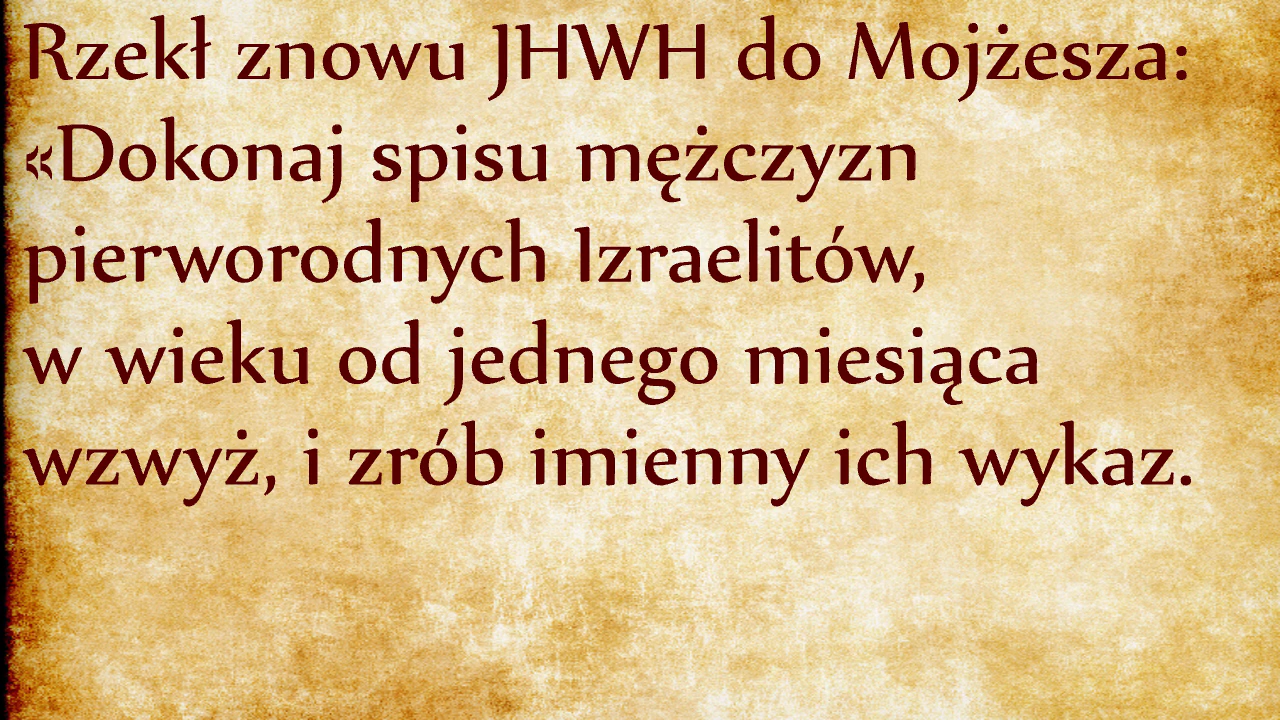 Rzekł znowu JHWH do Mojżesza:
«Dokonaj spisu mężczyzn
pierworodnych Izraelitów,
w wieku od jednego miesiąca
wzwyż, i zrób imienny ich wykaz.